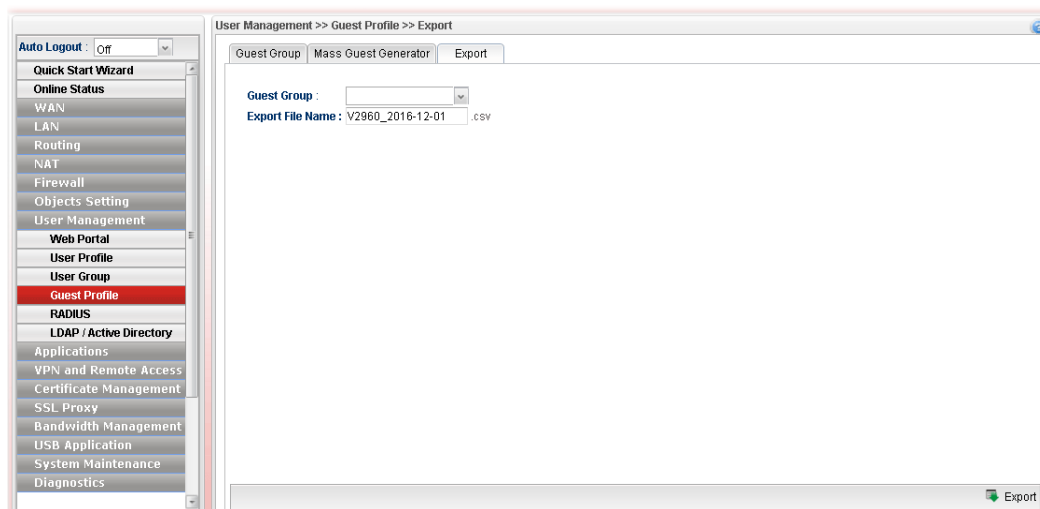 User Management >> Guest Profile >> Export
Auto Logout : Off
Quick Start Wizard
Online Status
WAN
LAN
Routing
NAT
Firewall
Objects Setting
User Management
Web Portal
User Profile
User Group
Guest Profile
RADIUS
LDAP / Active Directory
Applications
VPN and Remote Access
Certificate Management
SSL Proxy
Bandwidth Management
USB Application
System Maintenance
Diagnostics
Guest Group Mass Guest Generator Export
Guest Group :
Export File Name : V2960_2016-12-01 .csv
Export